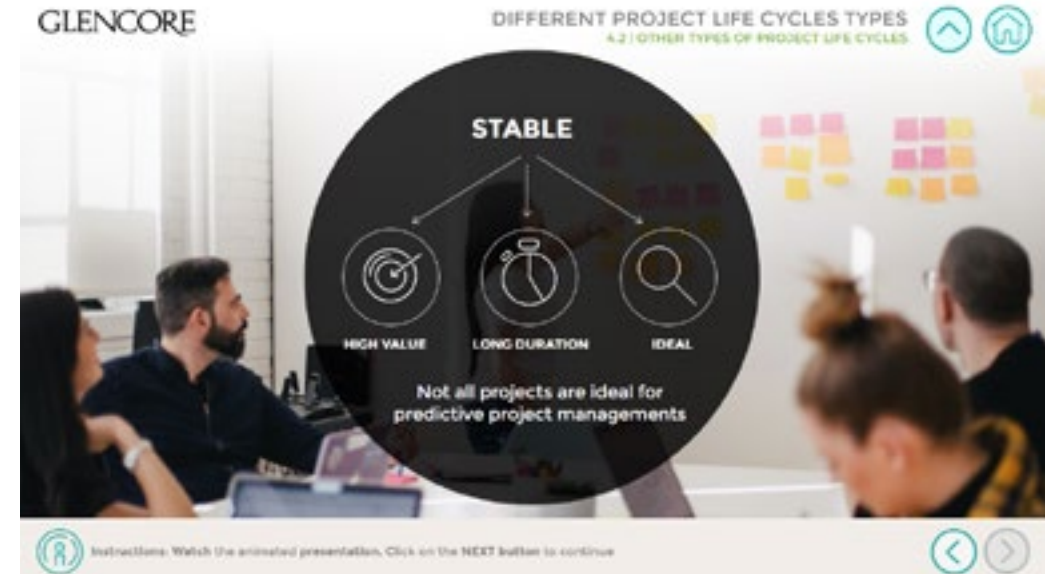 GLENCORE
DIFFERENT PROJECT LIFE CYCLES TYPES
4.2 | OTHER TYPES OF PROJECT LIFE CYCLES
STABLE
HIGH VALUE
LONG DURATION
IDEAL
Not all projects are ideal for
predictive project managements
Instructions: Watch the animated presentation. Click on the NEXT button to continue